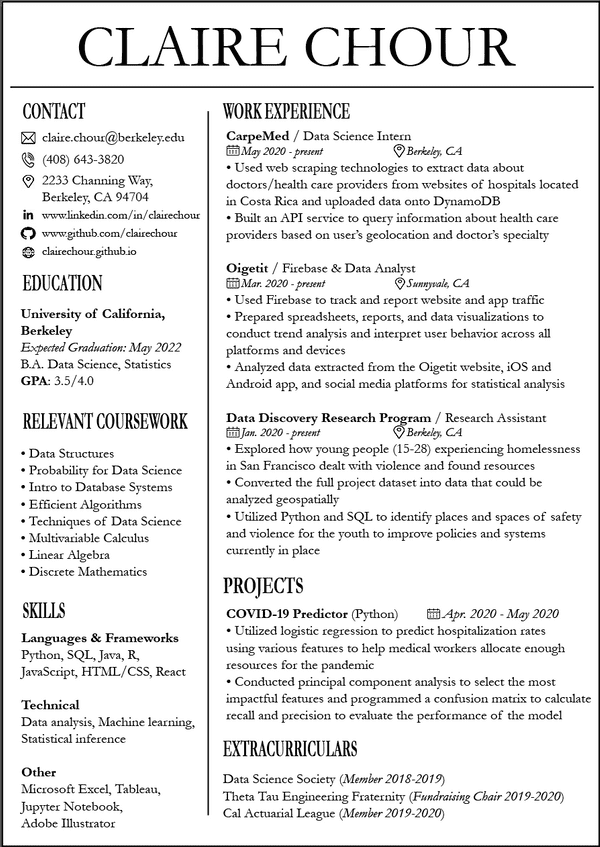 CLAIRE CHOUR
CONTACT
claire.chour@berkeley.edu
(408) 643-3820
2233 Channing Way,
Berkeley, CA 94704
www.linkedin.com/in/clairechour
www.github.com/clairechour
clairechour.github.io
EDUCATION
University of California,
Berkeley
Expected Graduation: May 2022
B.A. Data Science, Statistics
GPA: 3.5/4.0
RELEVANT COURSEWORK
• Data Structures
• Probability for Data Science
• Intro to Database Systems
• Efficient Algorithms
• Techniques of Data Science
• Multivariable Calculus
• Linear Algebra
• Discrete Mathematics
SKILLS
Languages & Frameworks
Python, SQL, Java, R,
JavaScript, HTML/CSS, React
Technical
Data analysis, Machine learning,
Statistical inference
Other
Microsoft Excel, Tableau,
Jupyter Notebook,
Adobe Illustrator
WORK EXPERIENCE
CarpeMed / Data Science Intern
May 2020 - present Berkeley, CA
• Used web scraping technologies to extract data about
doctors/health care providers from websites of hospitals located
in Costa Rica and uploaded data onto DynamoDB
• Built an API service to query information about health care
providers based on user's geolocation and doctor's specialty
Oigetit / Firebase & Data Analyst
Mar. 2020 - present Sunnyvale, CA
• Used Firebase to track and report website and app traffic
• Prepared spreadsheets, reports, and data visualizations to
conduct trend analysis and interpret user behavior across all
platforms and devices
• Analyzed data extracted from the Oigetit website, iOS and
Android app, and social media platforms for statistical analysis
Data Discovery Research Program / Research Assistant
Jan. 2020 - present Berkeley, CA
• Explored how young people (15-28) experiencing homelessness
in San Francisco dealt with violence and found resources
• Converted the full project dataset into data that could be
analyzed geospatially
• Utilized Python and SQL to identify places and spaces of safety
and violence for the youth to improve policies and systems
currently in place
PROJECTS
COVID-19 Predictor (Python) Apr. 2020 - May 2020
• Utilized logistic regression to predict hospitalization rates
using various features to help medical workers allocate enough
resources for the pandemic
• Conducted principal component analysis to select the most
impactful features and programmed a confusion matrix to calculate
recall and precision to evaluate the performance of the model
EXTRACURRICULARS
Data Science Society (Member 2018-2019)
Theta Tau Engineering Fraternity (Fundraising Chair 2019-2020)
Cal Actuarial League (Member 2019-2020)